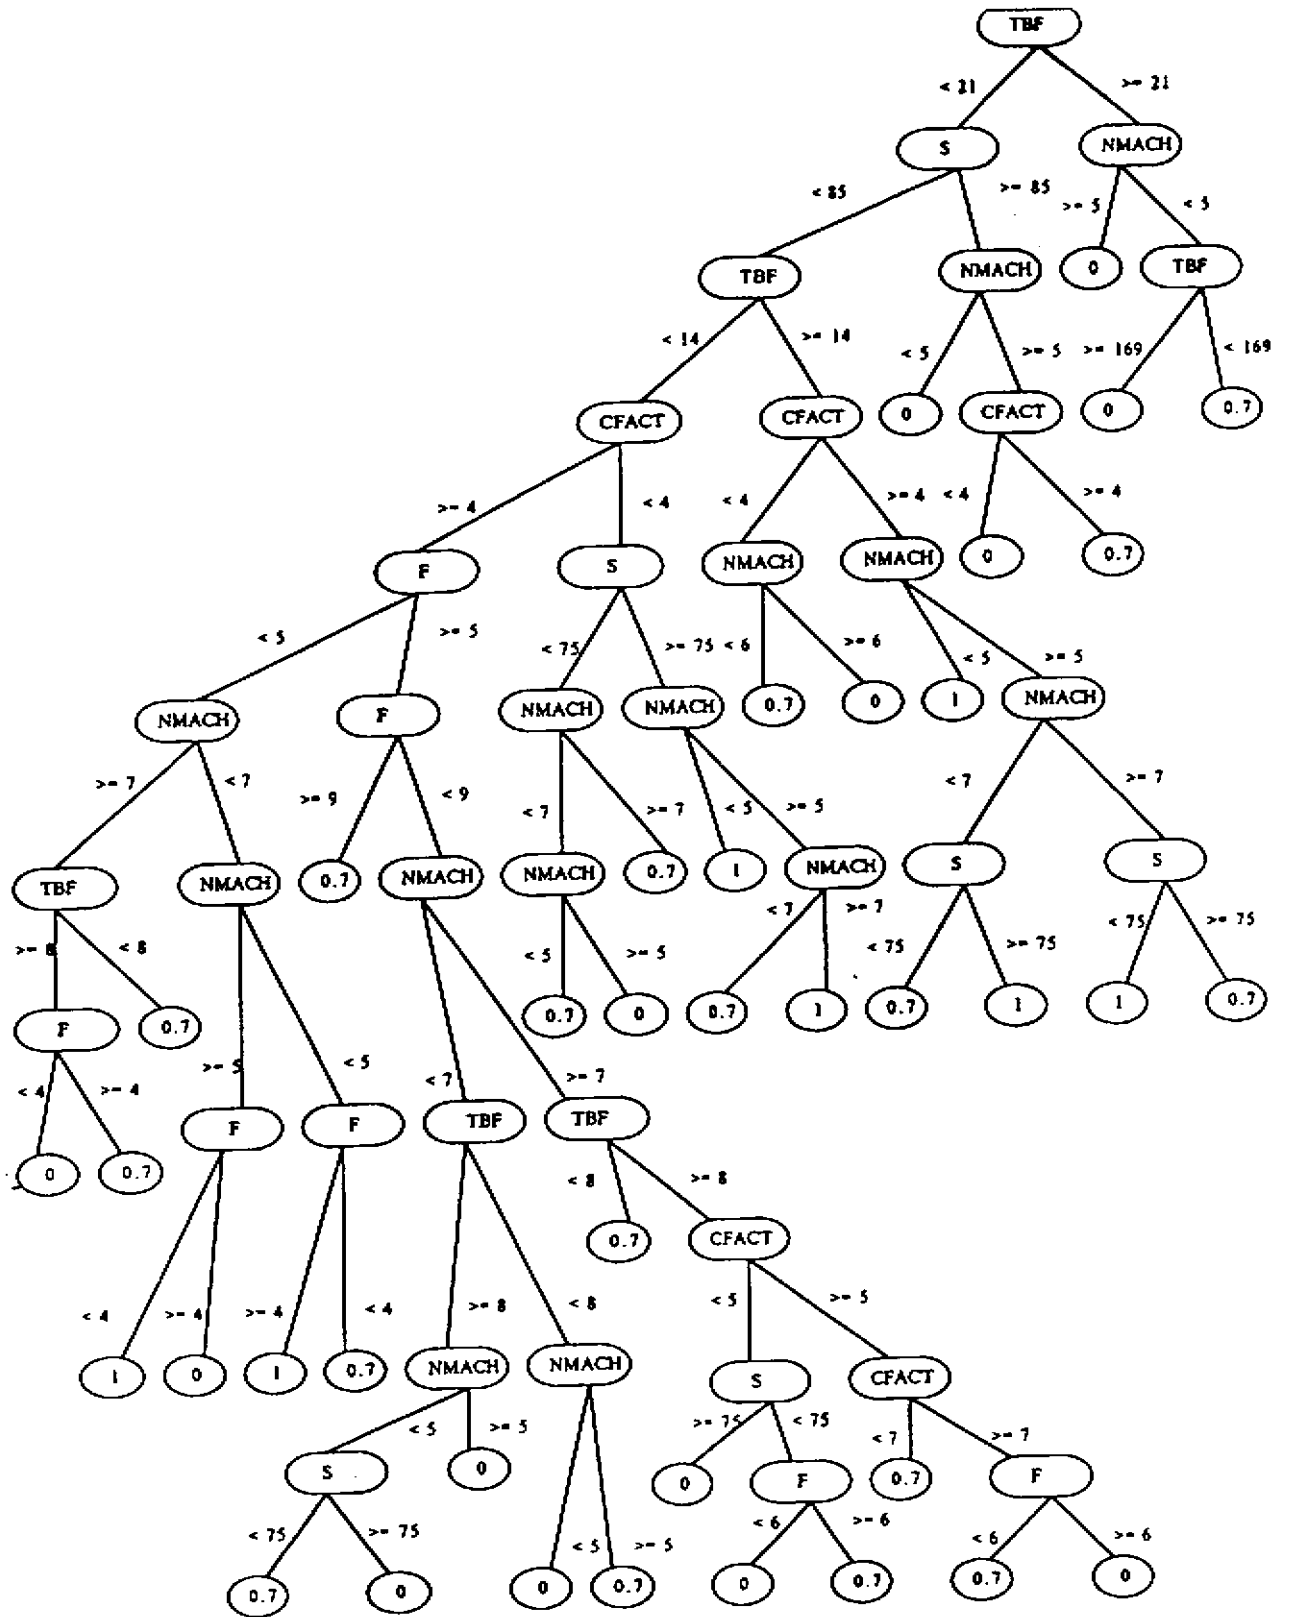 TBF
< 21 >= 21
S NMACH
< 85 >= 85 >= 5 < 5
TBF NMACH 0 TBF
< 14 >= 14 < 5 >= 5 >= 169 < 169
CFACT CFACT 0 CFACT 0 0.7
>= 4 < 4 < 4 >= 4 < 4 >= 4
F S NMACH NMACH 0 0.7
< 5 >= 5 < 75 >= 75 < 6 >= 6 < 5 >= 5
NMACH F NMACH NMACH 0.7 0 1 NMACH
>= 7 < 7 >= 9 < 9 < 7 >= 7 < 5 >= 5 < 7 >= 7
TBF NMACH 0.7 NMACH NMACH 0.7 1 NMACH S S
>= 8 < 8 < 5 >= 5 < 7 >= 7 < 75 >= 75 < 75 >= 75
F 0.7 0.7 0 0.7 1 0.7 1 1 0.7
< 4 >= 4 >= 5 < 5 < 7 >= 7
0 0.7 F F TBF TBF
< 8 >= 8
0.7 CFACT
< 4 >= 4 >= 4 < 4 >= 8 < 8 < 5 >= 5
1 0 1 0.7 NMACH NMACH S CFACT
< 5 >= 5 >= 75 < 75 < 7 >= 7
S 0 0 F 0.7 F
< 75 >= 75 < 5 >= 5 < 6 >= 6 < 6 >= 6
0.7 0 0 0.7 0 0.7 0.7 0